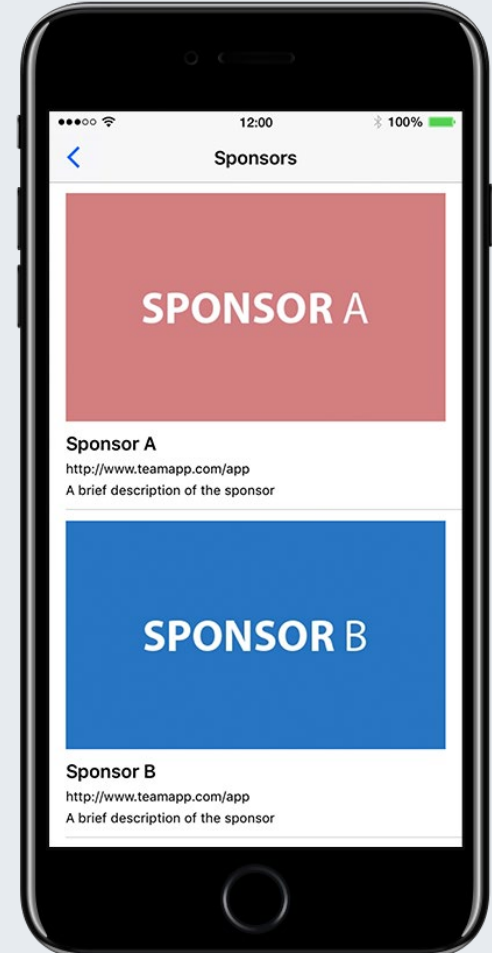 12:00
100%
Sponsors
SPONSOR A
Sponsor A
http://www.teamapp.com/app
A brief description of the sponsor
SPONSOR B
Sponsor B
http://www.teamapp.com/app
A brief description of the sponsor